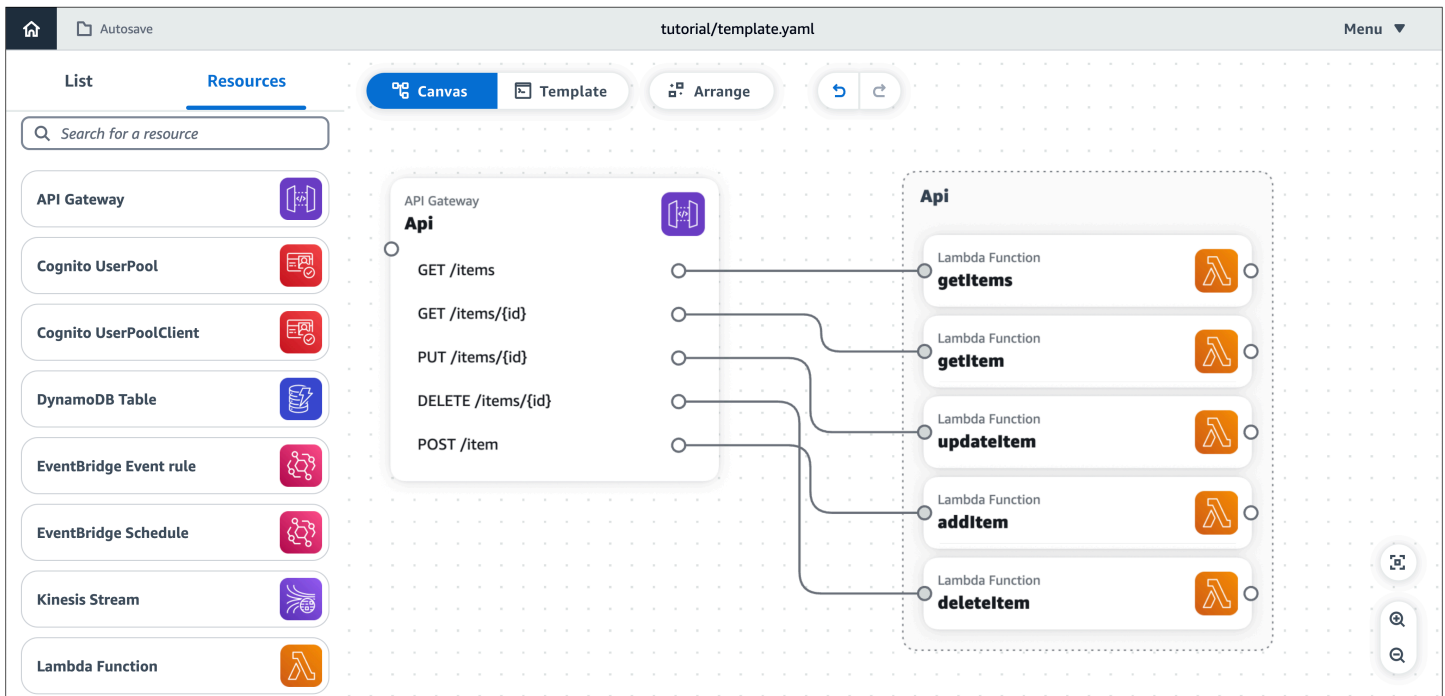 Autosave
tutorial/template.yaml
Menu
List
Resources
Canvas
Template
Arrange
Search for a resource
API Gateway
Cognito UserPool
Cognito UserPoolClient
DynamoDB Table
EventBridge Event rule
EventBridge Schedule
Kinesis Stream
Lambda Function
API Gateway
Api
GET /items
GET /items/{id}
PUT /items/{id}
DELETE /items/{id}
POST /item
Api
Lambda Function
getItems
Lambda Function
getItem
Lambda Function
updateItem
Lambda Function
addItem
Lambda Function
deleteItem